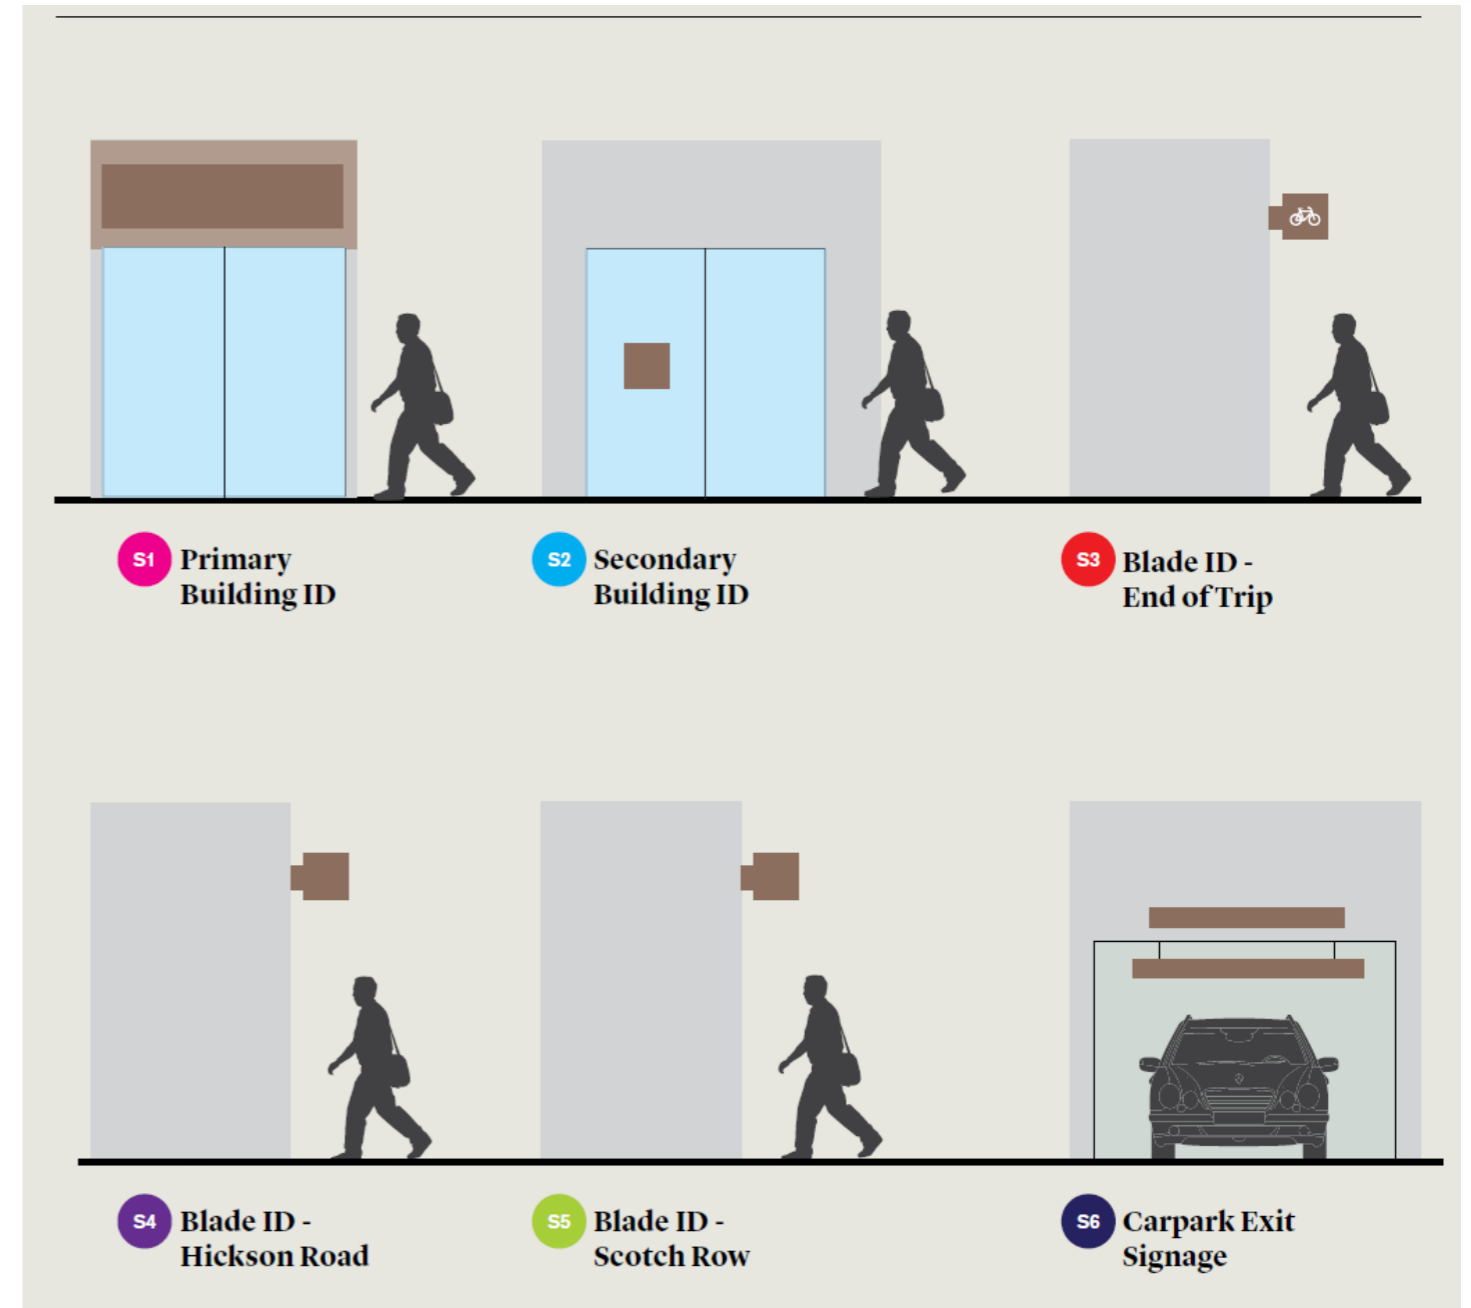 S1 Primary
Building ID
S2 Secondary
Building ID
S3 Blade ID -
End of Trip
S4 Blade ID -
Hickson Road
S5 Blade ID -
Scotch Row
S6 Carpark Exit
Signage